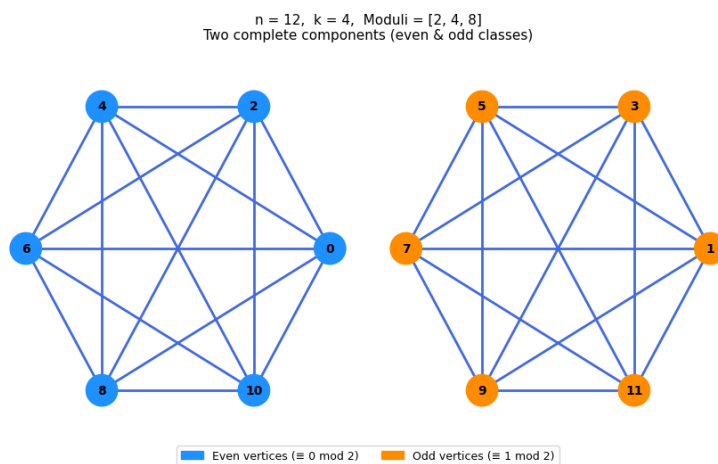 n = 12,  k = 4,  Moduli = [2, 4, 8]
Two complete components (even & odd classes)
4 2 5 3
6 0 7 1
8 10 9 11
Even vertices (≡ 0 mod 2) Odd vertices (≡ 1 mod 2)